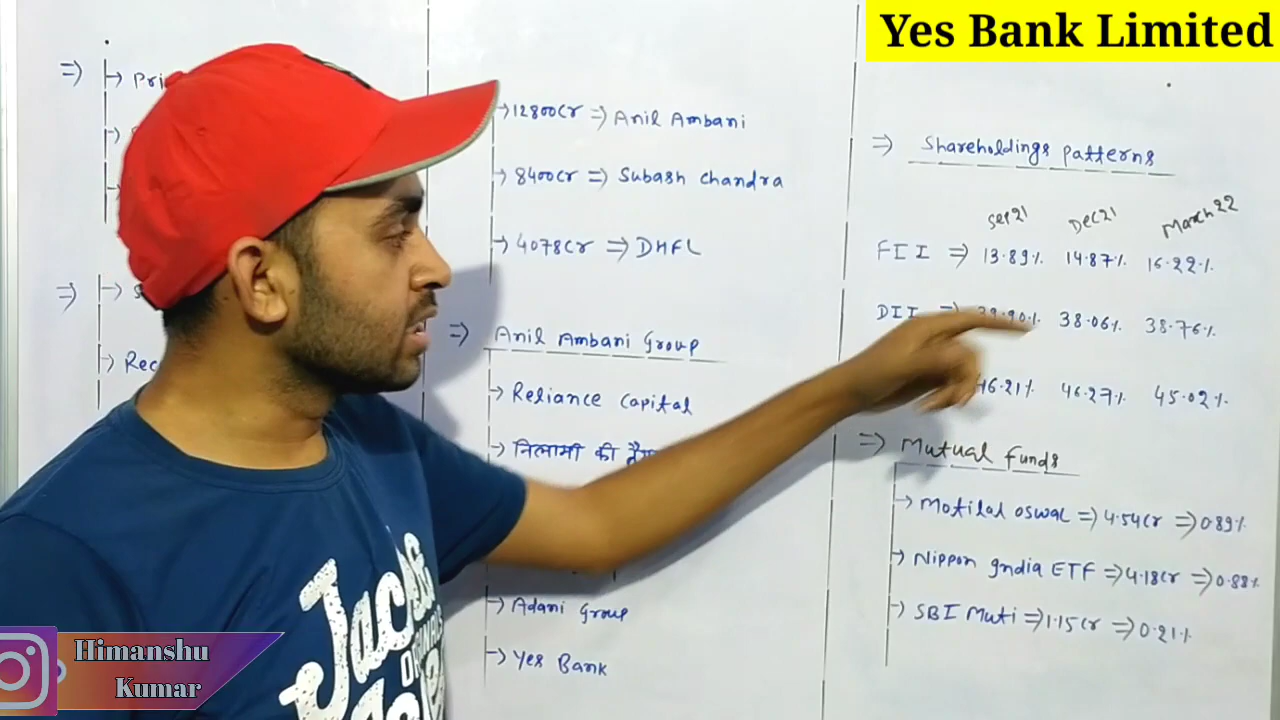 Yes Bank Limited
=> Pri
=>
Rec
→ 12800Cr => Anil Ambani
→ 8400Cr => Subash Chandra
→ 4078Cr => DHFL
=> Anil Ambani Group
→ Reliance Capital
→ निलामी की
→ Adani Group
→ Yes Bank
=> Shareholdings Patterns
Sep21 Dec21 March22
FII => 13.89% 14.87% 16.22%
DII => 38.06% 38.76%
46.21% 46.27% 45.02%
=> Mutual Funds
→ Motilal Oswal => 4.54Cr => 0.89%
→ Nippon India ETF => 4.18Cr => 0.88%
→ SBI Muti => 1.15Cr => 0.21%
Himanshu
Kumar